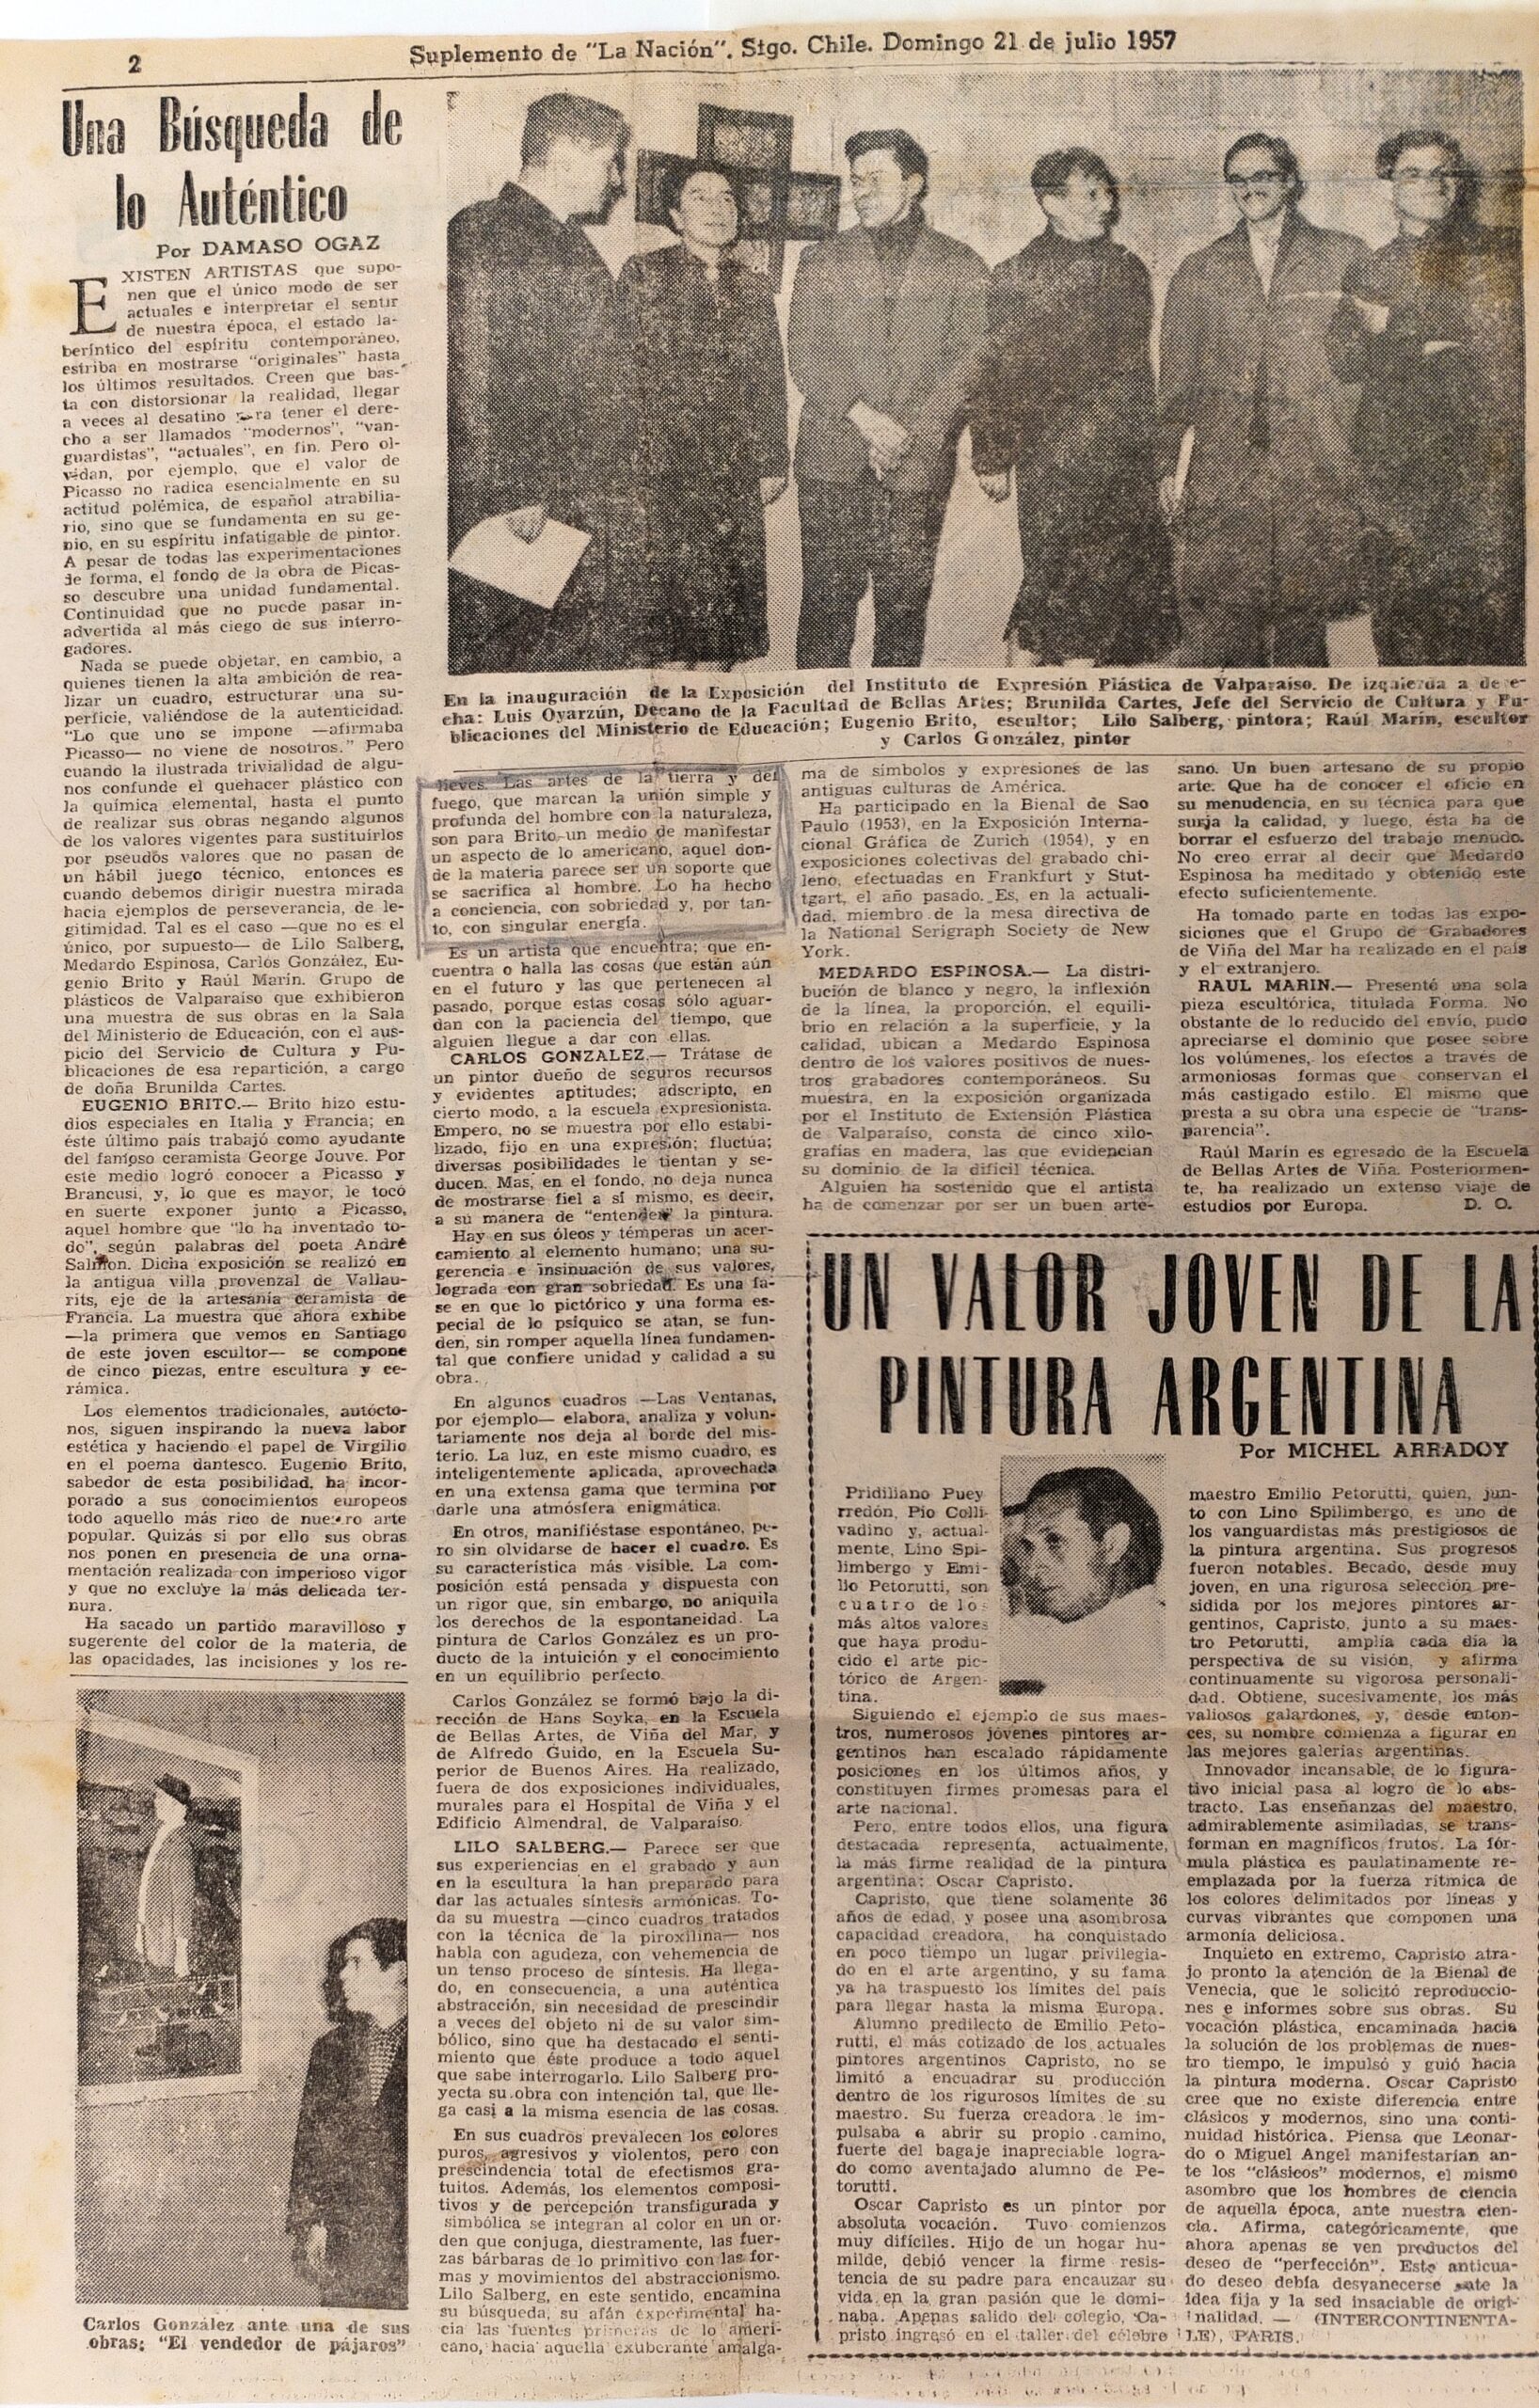 2
Suplemento de "La Nación". Stgo. Chile. Domingo 21 de julio 1957
Una Búsqueda de
lo Auténtico
Por DAMASO OGAZ
EXISTEN ARTISTAS que supo-
nen que el único modo de ser
actuales e interpretar el sentir
de nuestra época, el estado la-
beríntico del espíritu contemporáneo,
estriba en mostrarse "originales" hasta
los últimos resultados. Creen que bas-
ta con distorsionar la realidad, llegar
a veces al desatino para tener el dere-
cho a ser llamados "modernos", "van-
guardistas", "actuales", en fin. Pero ol-
vidan, por ejemplo, que el valor de
Picasso no radica esencialmente en su
actitud polémica, de español atrabilia-
rio, sino que se fundamenta en su ge-
nio, en su espíritu infatigable de pintor.
A pesar de todas las experimentaciones
de forma, el fondo de la obra de Picas-
so descubre una unidad fundamental.
Continuidad que no puede pasar in-
advertida al más ciego de sus interro-
gadores.
Nada se puede objetar, en cambio, a
quienes tienen la alta ambición de rea-
lizar un cuadro, estructurar una su-
perficie, valiéndose de la autenticidad.
"Lo que uno se impone —afirmaba
Picasso— no viene de nosotros." Pero
cuando la ilustrada trivialidad de algu-
nos confunde el quehacer plástico con
la química elemental, hasta el punto
de realizar sus obras negando algunos
de los valores vigentes para sustituirlos
por pseudos valores que no pasan de
un hábil juego técnico, entonces es
cuando debemos dirigir nuestra mirada
hacia ejemplos de perseverancia, de le-
gitimidad. Tal es el caso —que no es el
único, por supuesto— de Lilo Salberg,
Medardo Espinosa, Carlos González, Eu-
genio Brito y Raúl Marín. Grupo de
plásticos de Valparaíso que exhibieron
una muestra de sus obras en la Sala
del Ministerio de Educación, con el aus-
picio del Servicio de Cultura y Pu-
blicaciones de esa repartición, a cargo
de doña Brunilda Cartes.
EUGENIO BRITO.— Brito hizo estu-
dios especiales en Italia y Francia; en
éste último país trabajó como ayudante
del famoso ceramista George Jouve. Por
este medio logró conocer a Picasso y
Brancusi, y, lo que es mayor, le tocó
en suerte exponer junto a Picasso,
aquel hombre que "lo ha inventado to-
do", según palabras del poeta André
Salmon. Dicha exposición se realizó en
la antigua villa provenzal de Vallau-
rits, eje de la artesanía ceramista de
Francia. La muestra que ahora exhibe
—la primera que vemos en Santiago
de este joven escultor— se compone
de cinco piezas, entre escultura y ce-
rámica.
Los elementos tradicionales, autócto-
nos, siguen inspirando la nueva labor
estética y haciendo el papel de Virgilio
en el poema dantesco. Eugenio Brito,
sabedor de esta posibilidad, ha incor-
porado a sus conocimientos europeos
todo aquello más rico de nuestro arte
popular. Quizás si por ello sus obras
nos ponen en presencia de una orna-
mentación realizada con imperioso vigor
y que no excluye la más delicada ter-
nura.
Ha sacado un partido maravilloso y
sugerente del color de la materia, de
las opacidades, las incisiones y los re-
Carlos González ante una de sus
obras: "El vendedor de pájaros"
En la inauguración de la Exposición del Instituto de Expresión Plástica de Valparaíso. De izquierda a dere-
cha: Luis Oyarzún, Decano de la Facultad de Bellas Artes; Brunilda Cartes, Jefe del Servicio de Cultura y Pu-
blicaciones del Ministerio de Educación; Eugenio Brito, escultor; Lilo Salberg, pintora; Raúl Marín, escultor
y Carlos González, pintor
lieves. Las artes de la tierra y del
fuego, que marcan la unión simple y
profunda del hombre con la naturaleza,
son para Brito un medio de manifestar
un aspecto de lo americano, aquel don-
de la materia parece ser un soporte que
se sacrifica al hombre. Lo ha hecho
a conciencia, con sobriedad y, por tan-
to, con singular energía.
Es un artista que encuentra; que en-
cuentra o halla las cosas que están aún
en el futuro y las que pertenecen al
pasado, porque estas cosas sólo aguar-
dan con la paciencia del tiempo, que
alguien llegue a dar con ellas.
CARLOS GONZALEZ.— Trátase de
un pintor dueño de seguros recursos
y evidentes aptitudes; adscripto, en
cierto modo, a la escuela expresionista.
Empero, no se muestra por ello estabi-
lizado, fijo en una expresión; fluctúa;
diversas posibilidades le tientan y se-
ducen. Mas, en el fondo, no deja nunca
de mostrarse fiel a sí mismo, es decir,
a su manera de "entender" la pintura.
Hay en sus óleos y témperas un acer-
camiento al elemento humano; una su-
gerencia e insinuación de sus valores,
lograda con gran sobriedad. Es una fa-
se en que lo pictórico y una forma es-
pecial de lo psíquico se atan, se fun-
den, sin romper aquella línea fundamen-
tal que confiere unidad y calidad a su
obra.
En algunos cuadros —Las Ventanas,
por ejemplo— elabora, analiza y volun-
tariamente nos deja al borde del mis-
terio. La luz, en este mismo cuadro, es
inteligentemente aplicada, aprovechada
en una extensa gama que termina por
darle una atmósfera enigmática.
En otros, manifiéstase espontáneo, pe-
ro sin olvidarse de hacer el cuadro. Es
su característica más visible. La com-
posición está pensada y dispuesta con
un rigor que, sin embargo, no aniquila
los derechos de la espontaneidad. La
pintura de Carlos González es un pro-
ducto de la intuición y el conocimiento
en un equilibrio perfecto.
Carlos González se formó bajo la di-
rección de Hans Soyka, en la Escuela
de Bellas Artes, de Viña del Mar, y
de Alfredo Guido, en la Escuela Su-
perior de Buenos Aires. Ha realizado,
fuera de dos exposiciones individuales,
murales para el Hospital de Viña y el
Edificio Almendral, de Valparaíso.
LILO SALBERG.— Parece ser que
sus experiencias en el grabado y aun
en la escultura la han preparado para
dar las actuales síntesis armónicas. To-
da su muestra —cinco cuadros tratados
con la técnica de la piroxilina— nos
habla con agudeza, con vehemencia de
un tenso proceso de síntesis. Ha llega-
do, en consecuencia, a una auténtica
abstracción, sin necesidad de prescindir
a veces del objeto ni de su valor sim-
bólico, sino que ha destacado el senti-
miento que éste produce a todo aquel
que sabe interrogarlo. Lilo Salberg pro-
yecta su obra con intención tal, que lle-
ga casi a la misma esencia de las cosas.
En sus cuadros prevalecen los colores
puros, agresivos y violentos, pero con
prescindencia total de efectismos gra-
tuitos. Además, los elementos composi-
tivos y de percepción transfigurada y
simbólica se integran al color en un or-
den que conjuga, diestramente, las fuer-
zas bárbaras de lo primitivo con las for-
mas y movimientos del abstraccionismo.
Lilo Salberg, en este sentido, encamina
su búsqueda, su afán experimental ha-
cia las fuentes primeras de lo ameri-
cano, hacia aquella exuberante amalga-
ma de símbolos y expresiones de las
antiguas culturas de América.
Ha participado en la Bienal de Sao
Paulo (1953), en la Exposición Interna-
cional Gráfica de Zurich (1954), y en
exposiciones colectivas del grabado chi-
leno, efectuadas en Frankfurt y Stut-
tgart, el año pasado. Es, en la actuali-
dad, miembro de la mesa directiva de
la National Serigraph Society de New
York.
MEDARDO ESPINOSA.— La distri-
bución de blanco y negro, la inflexión
de la línea, la proporción, el equili-
brio en relación a la superficie, y la
calidad, ubican a Medardo Espinosa
dentro de los valores positivos de nues-
tros grabadores contemporáneos. Su
muestra, en la exposición organizada
por el Instituto de Extensión Plástica
de Valparaíso, consta de cinco xilo-
grafías en madera, las que evidencian
su dominio de la difícil técnica.
Alguien ha sostenido que el artista
ha de comenzar por ser un buen arte-
sano. Un buen artesano de su propio
arte. Que ha de conocer el oficio en
su menudencia, en su técnica para que
surja la calidad, y luego, ésta ha de
borrar el esfuerzo del trabajo menudo.
No creo errar al decir que Medardo
Espinosa ha meditado y obtenido este
efecto suficientemente.
Ha tomado parte en todas las expo-
siciones que el Grupo de Grabadores
de Viña del Mar ha realizado en el país
y el extranjero.
RAUL MARIN.— Presentó una sola
pieza escultórica, titulada Forma. No
obstante de lo reducido del envío, pudo
apreciarse el dominio que posee sobre
los volúmenes, los efectos a través de
armoniosas formas que conservan el
más castigado estilo. El mismo que
presta a su obra una especie de "trans-
parencia".
Raúl Marín es egresado de la Escuela
de Bellas Artes de Viña. Posteriormen-
te, ha realizado un extenso viaje de
estudios por Europa. D. O.
UN VALOR JOVEN DE LA
PINTURA ARGENTINA
Por MICHEL ARRADOY
Pridiliano Puey
rredón, Pío Colli-
vadino y, actual-
mente, Lino Spi-
limbergo y Emi-
lio Petorutti, son
cuatro de los
más altos valores
que haya produ-
cido el arte pic-
tórico de Argen-
tina.
Siguiendo el ejemplo de sus maes-
tros, numerosos jóvenes pintores ar-
gentinos han escalado rápidamente
posiciones en los últimos años, y
constituyen firmes promesas para el
arte nacional.
Pero, entre todos ellos, una figura
destacada representa, actualmente,
la más firme realidad de la pintura
argentina: Oscar Capristo.
Capristo, que tiene solamente 36
años de edad, y posee una asombrosa
capacidad creadora, ha conquistado
en poco tiempo un lugar privilegia-
do en el arte argentino, y su fama
ya ha traspuesto los límites del país
para llegar hasta la misma Europa.
Alumno predilecto de Emilio Peto-
rutti, el más cotizado de los actuales
pintores argentinos Capristo, no se
limitó a encuadrar su producción
dentro de los rigurosos límites de su
maestro. Su fuerza creadora le im-
pulsaba a abrir su propio camino,
fuerte del bagaje inapreciable logra-
do como aventajado alumno de Pe-
torutti.
Oscar Capristo es un pintor por
absoluta vocación. Tuvo comienzos
muy difíciles. Hijo de un hogar hu-
milde, debió vencer la firme resis-
tencia de su padre para encauzar su
vida en la gran pasión que le domi-
naba. Apenas salido del colegio, Ca-
pristo ingresó en el taller del célebre
maestro Emilio Petorutti, quien, jun-
to con Lino Spilimbergo, es uno de
los vanguardistas más prestigiosos de
la pintura argentina. Sus progresos
fueron notables. Becado, desde muy
joven, en una rigurosa selección pre-
sidida por los mejores pintores ar-
gentinos, Capristo, junto a su maes-
tro Petorutti, amplía cada día la
perspectiva de su visión, y afirma
continuamente su vigorosa personali-
dad. Obtiene, sucesivamente, los más
valiosos galardones, y, desde enton-
ces, su nombre comienza a figurar en
las mejores galerías argentinas.
Innovador incansable, de lo figura-
tivo inicial pasa al logro de lo abs-
tracto. Las enseñanzas del maestro,
admirablemente asimiladas, se trans-
forman en magníficos frutos. La fór-
mula plástica es paulatinamente re-
emplazada por la fuerza rítmica de
los colores delimitados por líneas y
curvas vibrantes que componen una
armonía deliciosa.
Inquieto en extremo, Capristo atra-
jo pronto la atención de la Bienal de
Venecia, que le solicitó reproduccio-
nes e informes sobre sus obras. Su
vocación plástica, encaminada hacia
la solución de los problemas de nues-
tro tiempo, le impulsó y guió hacia
la pintura moderna. Oscar Capristo
cree que no existe diferencia entre
clásicos y modernos, sino una conti-
nuidad histórica. Piensa que Leonar-
do o Miguel Angel manifestarían an-
te los "clásicos" modernos, el mismo
asombro que los hombres de ciencia
de aquella época, ante nuestra cien-
cia. Afirma, categóricamente, que
ahora apenas se ven productos del
deseo de "perfección". Este anticua-
do deseo debía desvanecerse ante la
idea fija y la sed insaciable de origi-
nalidad. — (INTERCONTINENTA-
LE), PARIS.